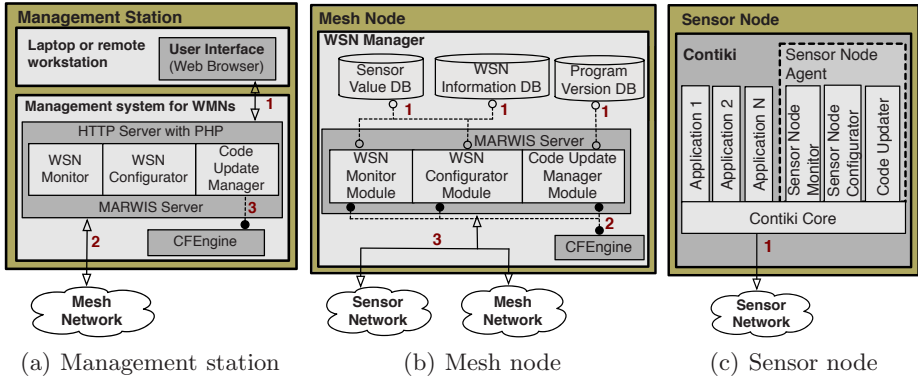 Management Station
Laptop or remote
workstation
User Interface
(Web Browser)
1
Management system for WMNs
HTTP Server with PHP
WSN
Monitor
WSN
Configurator
Code
Update
Manager
MARWIS Server
3
CFEngine
2
Mesh
Network
(a) Management station
Mesh Node
WSN Manager
Sensor
Value DB
WSN
Information DB
Program
Version DB
1
1
1
MARWIS Server
WSN
Monitor
Module
WSN
Configurator
Module
Code Update
Manager
Module
2
3
CFEngine
Sensor
Network
Mesh
Network
(b) Mesh node
Sensor Node
Contiki
Sensor Node
Agent
Application 1
Application 2
Application N
Sensor Node
Monitor
Sensor Node
Configurator
Code Updater
Contiki Core
1
Sensor
Network
(c) Sensor node